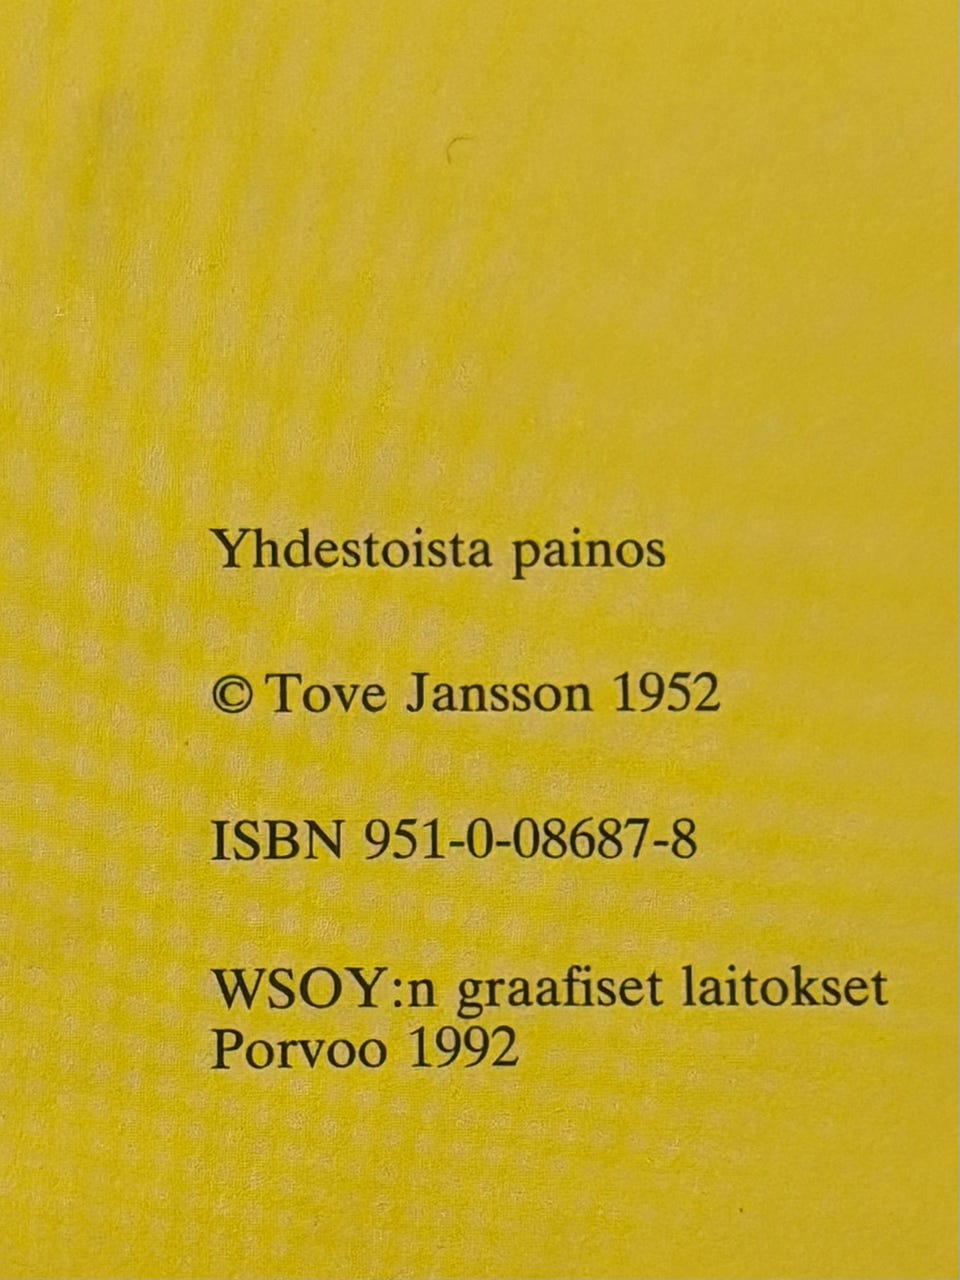 Yhdestoista painos
© Tove Jansson 1952
ISBN 951-0-08687-8
WSOY:n graafiset laitokset
Porvoo 1992